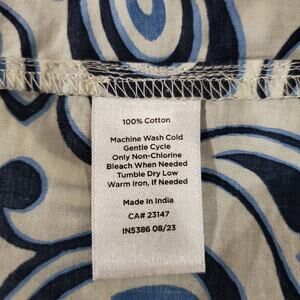 100% Cotton
Machine Wash Cold
Gentle Cycle
Only Non-Chlorine
Bleach When Needed
Tumble Dry Low
Warm Iron, If Needed
Made In India
CA# 23147
IN5386 08/23